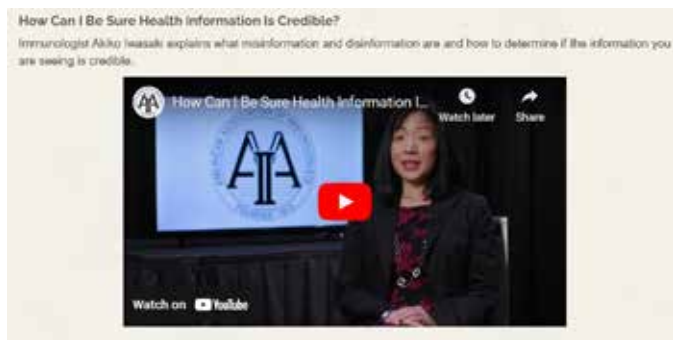 How Can I Be Sure Health Information Is Credible?
Immunologist Akiko Iwasaki explains what misinformation and disinformation are and how to determine if the information you
are seeing is credible.
How Can I Be Sure Health Information I...
Watch later
Share
AAI
Watch on YouTube